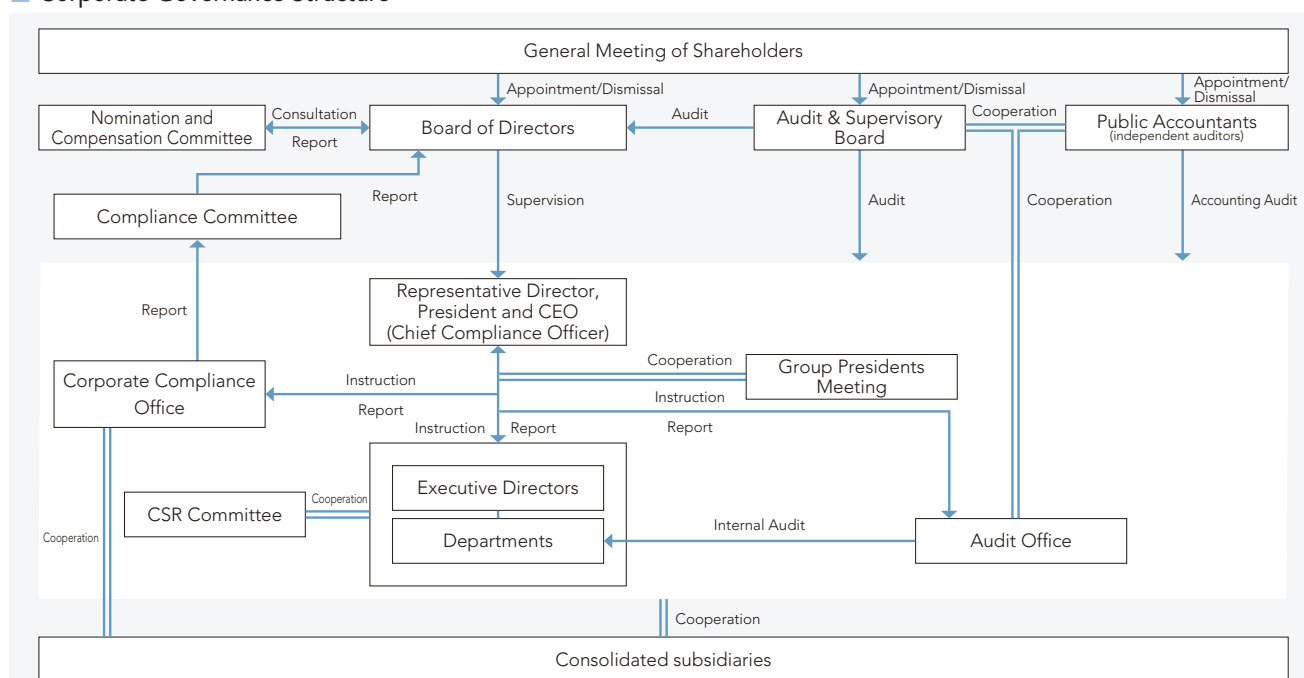 Corporate Governance Structure
General Meeting of Shareholders
Appointment/Dismissal
Appointment/Dismissal
Appointment/
Dismissal
Nomination and
Compensation Committee
Consultation
Report
Board of Directors
Audit
Audit & Supervisory
Board
Cooperation
Public Accountants
(independent auditors)
Report
Supervision
Audit
Cooperation
Accounting Audit
Compliance Committee
Report
Representative Director,
President and CEO
(Chief Compliance Officer)
Cooperation
Group Presidents
Meeting
Corporate Compliance
Office
Instruction
Report
Instruction
Report
Instruction
Report
Executive Directors
CSR Committee
Cooperation
Departments
Internal Audit
Audit Office
Cooperation
Cooperation
Consolidated subsidiaries